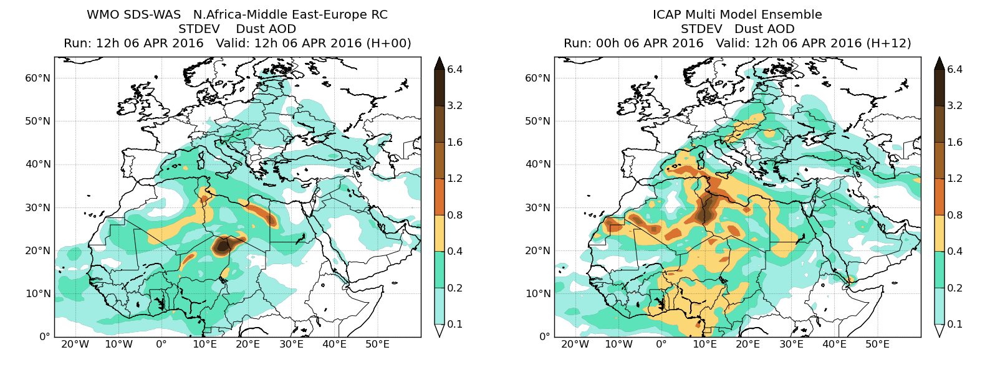 WMO SDS-WAS   N.Africa-Middle East-Europe RC
STDEV    Dust AOD
Run: 12h 06 APR 2016   Valid: 12h 06 APR 2016 (H+00)
60°N
50°N
40°N
30°N
20°N
10°N
0°
20°W 10°W 0° 10°E 20°E 30°E 40°E 50°E
6.4
3.2
1.6
1.2
0.8
0.4
0.2
0.1
ICAP Multi Model Ensemble
STDEV   Dust AOD
Run: 00h 06 APR 2016   Valid: 12h 06 APR 2016 (H+12)
60°N
50°N
40°N
30°N
20°N
10°N
0°
20°W 10°W 0° 10°E 20°E 30°E 40°E 50°E
6.4
3.2
1.6
1.2
0.8
0.4
0.2
0.1